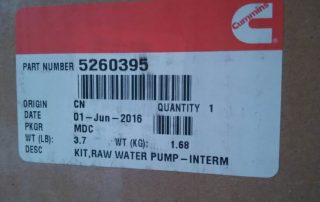 Cummins
PART NUMBER 5260395
ORIGIN CN QUANTITY 1
DATE 01-Jun-2016
PKGR MDC
WT (LB): 3.7 WT (KG): 1.68
DESC KIT,RAW WATER PUMP-INTERM